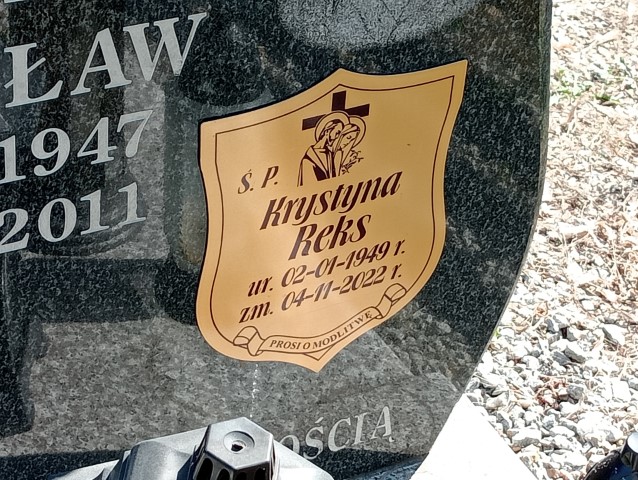 ŁAW
1947
2011
Ś. P.
Krystyna
Reks
ur. 02-01-1949 r.
zm. 04-11-2022 r.
PROSI O MODLITWĘ
OŚCIĄ